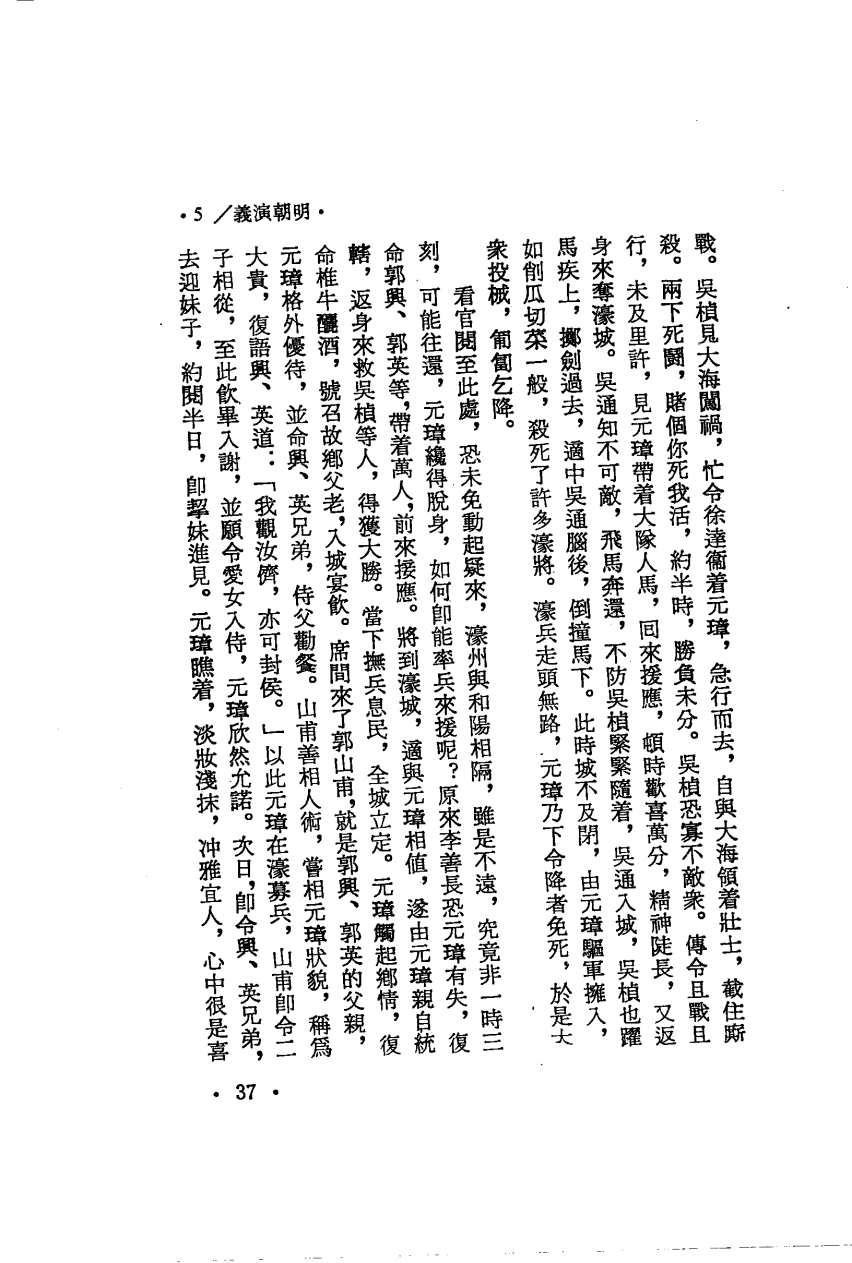 ·5 ／義演朝明·
戰。吳楨見大海闖禍，忙令徐達衞着元璋，急行而去，自與大海領着壯士，截住廝
殺。兩下死鬪，賭個你死我活，約半時，勝負未分。吳楨恐寡不敵衆。傳令且戰且
行，未及里許，見元璋帶着大隊人馬，囘來援應，頓時歡喜萬分，精神陡長，又返
身來奪濠城。吳通知不可敵，飛馬奔還，不防吳楨緊緊隨着，吳通入城，吳楨也躍
馬疾上，擲劍過去，適中吳通腦後，倒撞馬下。此時城不及閉，由元璋驅軍擁入，
如削瓜切菜一般，殺死了許多濠將。濠兵走頭無路，元璋乃下令降者免死，於是大
衆投械，匍匐乞降。
看官閱至此處，恐未免動起疑來，濠州與和陽相隔，雖是不遠，究竟非一時三
刻，可能往還，元璋纔得脫身，如何卽能率兵來援呢？原來李善長恐元璋有失，復
命郭興、郭英等，帶着萬人，前來接應。將到濠城，適與元璋相值，遂由元璋親自統
轄，返身來救吳楨等人，得獲大勝。當下撫兵息民，全城立定。元璋觸起鄉情，復
命椎牛釃酒，號召故鄉父老，入城宴飲。席間來了郭山甫，就是郭興、郭英的父親，
元璋格外優待，並命興、英兄弟，侍父勸餐。山甫善相人術，嘗相元璋狀貌，稱爲
大貴，復語興、英道：「我觀汝儕，亦可封侯。」以此元璋在濠募兵，山甫卽令二
子相從，至此飲畢入謝，並願令愛女入侍，元璋欣然允諾。次日，卽令興、英兄弟，
去迎妹子，約閱半日，卽挈妹進見。元璋瞧着，淡妝淺抹，冲雅宜人，心中很是喜
· 37 ·